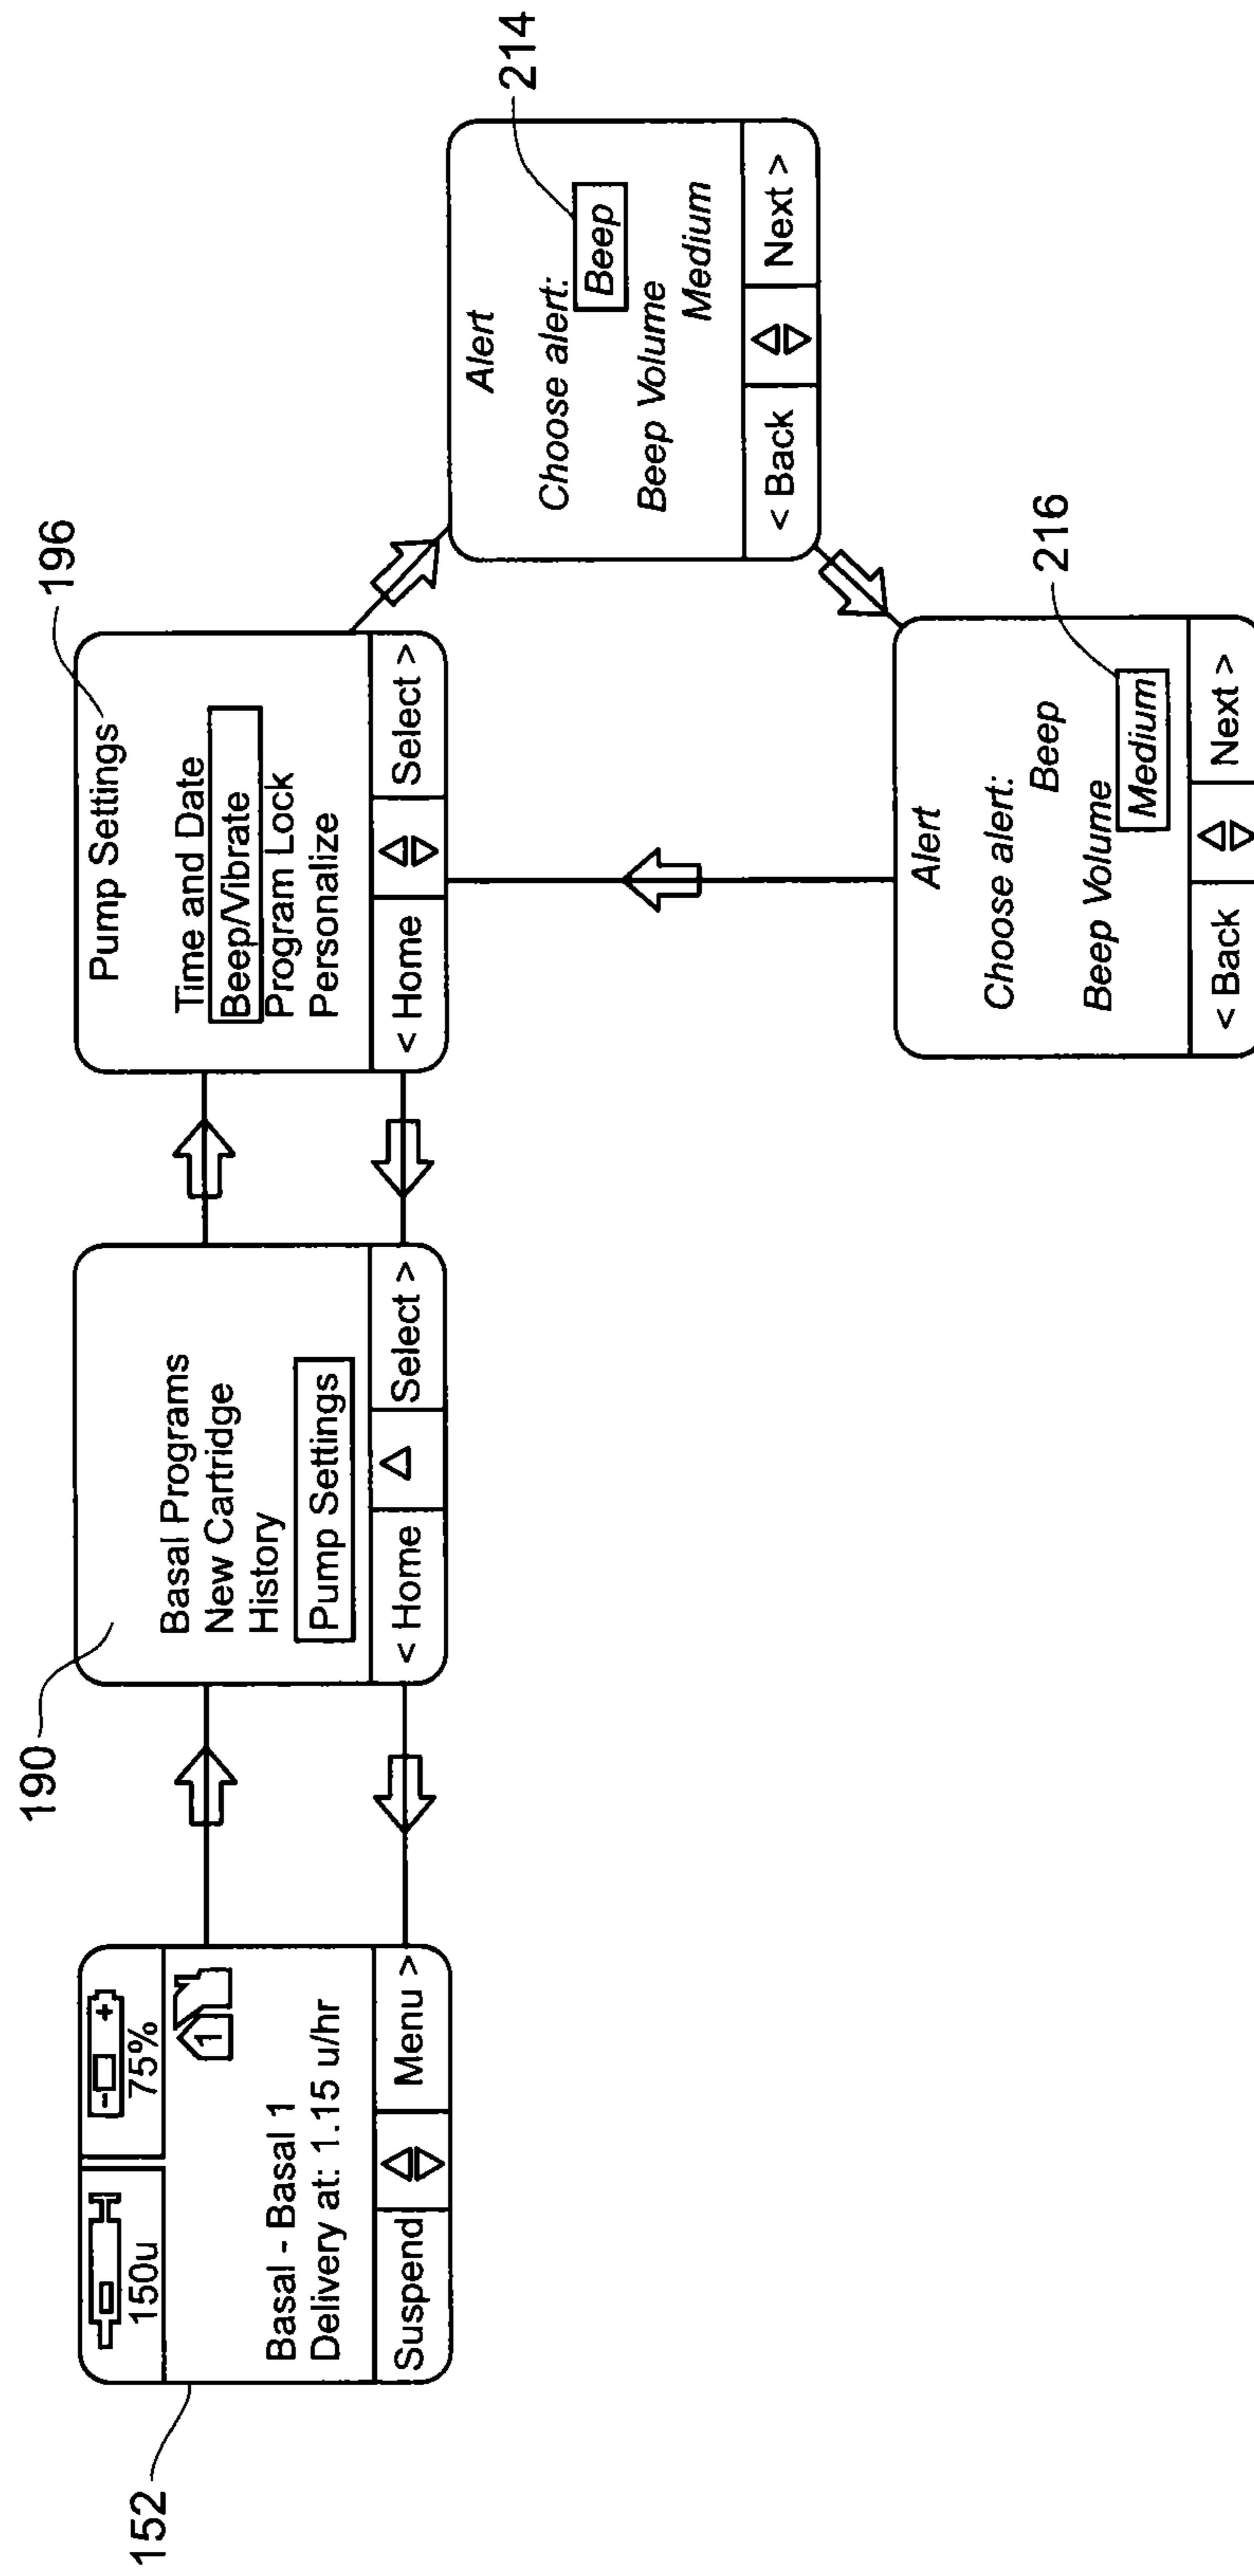 152
150u
75%
1
Basal - Basal 1
Delivery at: 1.15 u/hr
Suspend
Menu >
190
Basal Programs
New Cartridge
History
Pump Settings
< Home
Select >
196
Pump Settings
Time and Date
Beep/Vibrate
Program Lock
Personalize
< Home
Select >
214
Alert
Choose alert:
Beep
Beep Volume
Medium
< Back
Next >
216
Alert
Choose alert:
Beep
Beep Volume
Medium
< Back
Next >